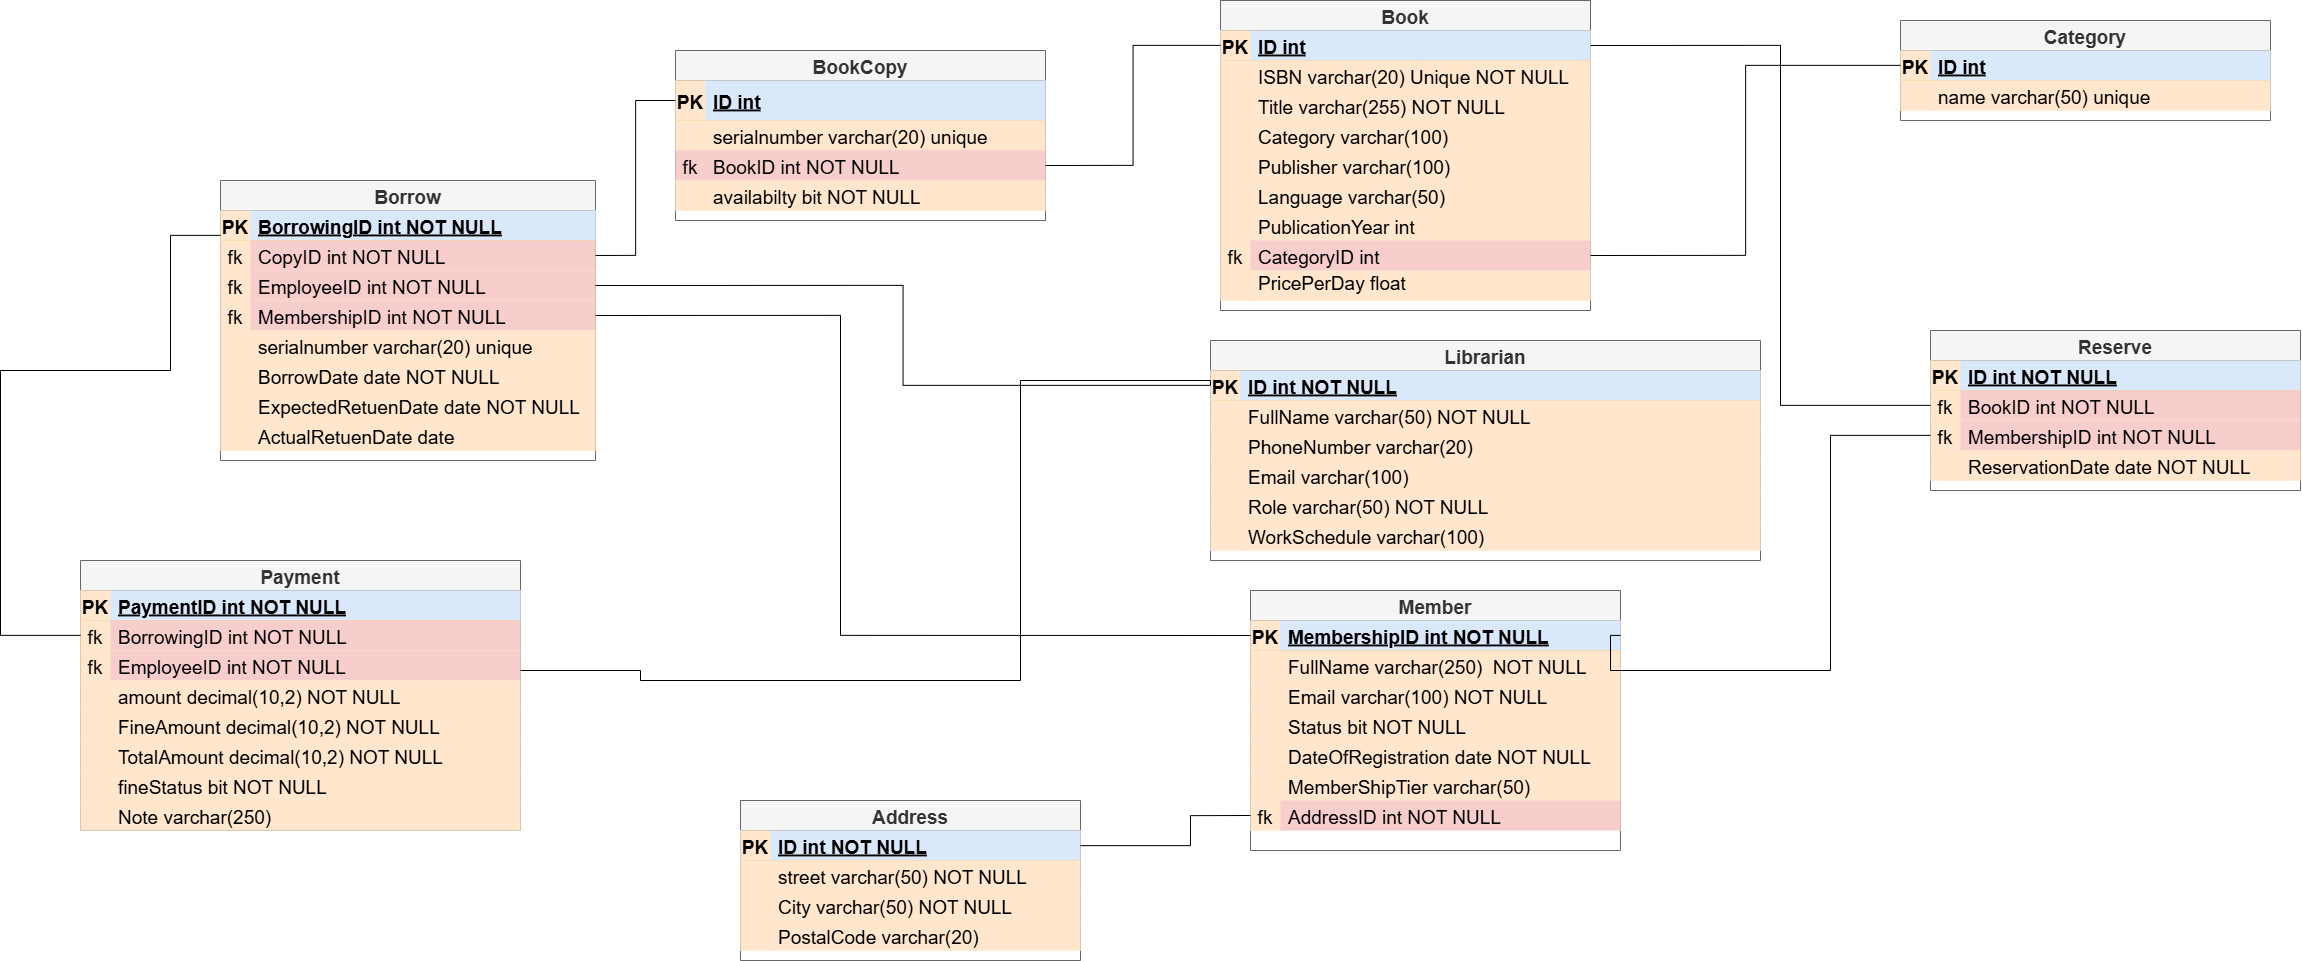 Book
PK ID int
ISBN varchar(20) Unique NOT NULL
Title varchar(255) NOT NULL
Category varchar(100)
Publisher varchar(100)
Language varchar(50)
PublicationYear int
fk CategoryID int
PricePerDay float
Category
PK ID int
name varchar(50) unique
BookCopy
PK ID int
serialnumber varchar(20) unique
fk BookID int NOT NULL
availabilty bit NOT NULL
Borrow
PK BorrowingID int NOT NULL
fk CopyID int NOT NULL
fk EmployeeID int NOT NULL
fk MembershipID int NOT NULL
serialnumber varchar(20) unique
BorrowDate date NOT NULL
ExpectedRetuenDate date NOT NULL
ActualRetuenDate date
Librarian
PK ID int NOT NULL
FullName varchar(50) NOT NULL
PhoneNumber varchar(20)
Email varchar(100)
Role varchar(50) NOT NULL
WorkSchedule varchar(100)
Reserve
PK ID int NOT NULL
fk BookID int NOT NULL
fk MembershipID int NOT NULL
ReservationDate date NOT NULL
Payment
PK PaymentID int NOT NULL
fk BorrowingID int NOT NULL
fk EmployeeID int NOT NULL
amount decimal(10,2) NOT NULL
FineAmount decimal(10,2) NOT NULL
TotalAmount decimal(10,2) NOT NULL
fineStatus bit NOT NULL
Note varchar(250)
Member
PK MembershipID int NOT NULL
FullName varchar(250) NOT NULL
Email varchar(100) NOT NULL
Status bit NOT NULL
DateOfRegistration date NOT NULL
MemberShipTier varchar(50)
fk AddressID int NOT NULL
Address
PK ID int NOT NULL
street varchar(50) NOT NULL
City varchar(50) NOT NULL
PostalCode varchar(20)